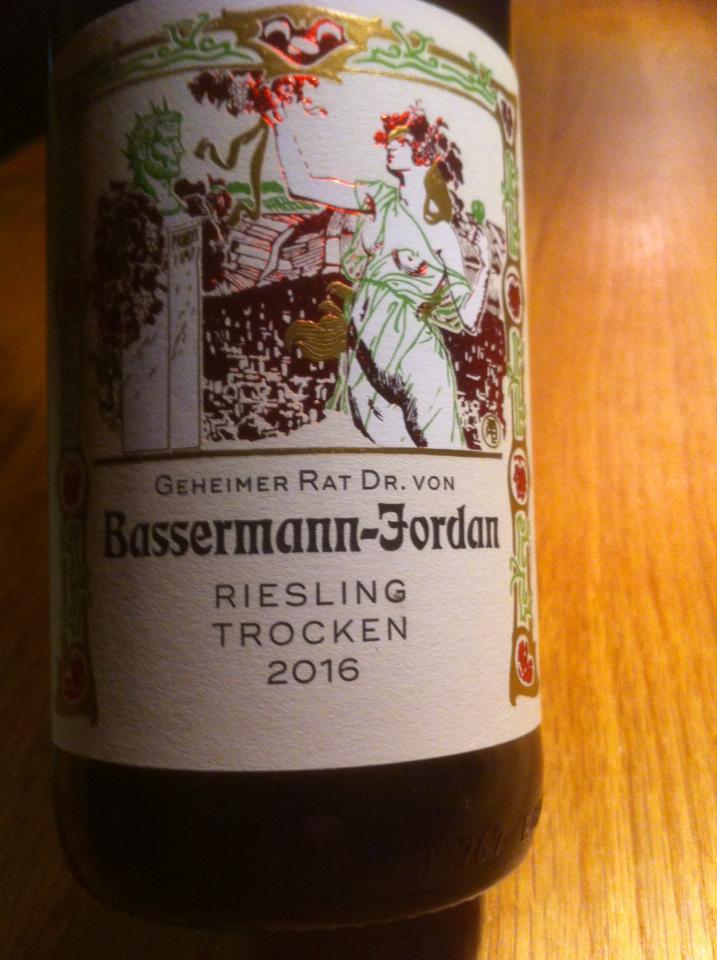 GEHEIMER RAT DR. VON
Bassermann-Jordan
RIESLING
TROCKEN
2016